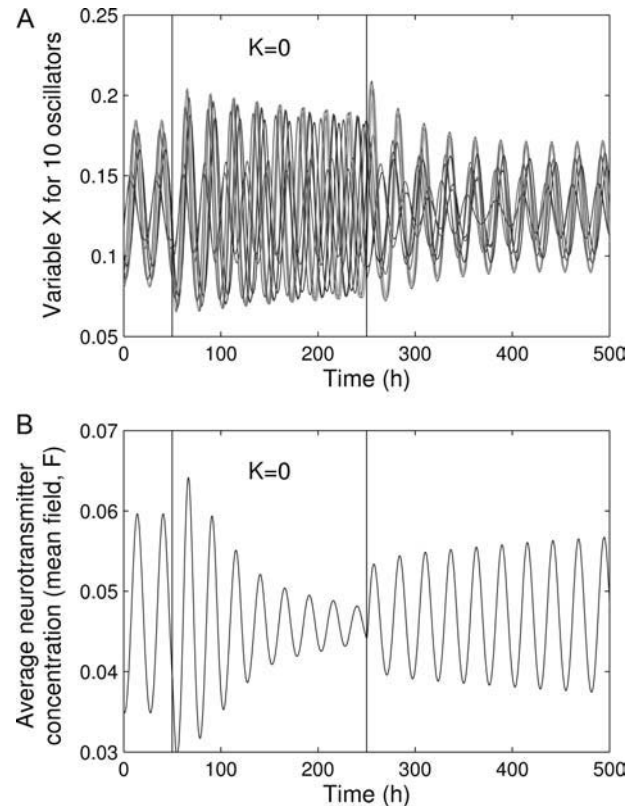 A
0.25
0.2
0.15
0.1
0.05
Variable X for 10 oscillators
K=0
0
100
200
300
400
500
Time (h)
B
0.07
0.06
0.05
0.04
0.03
Average neurotransmitter
concentration (mean field, F)
K=0
0
100
200
300
400
500
Time (h)